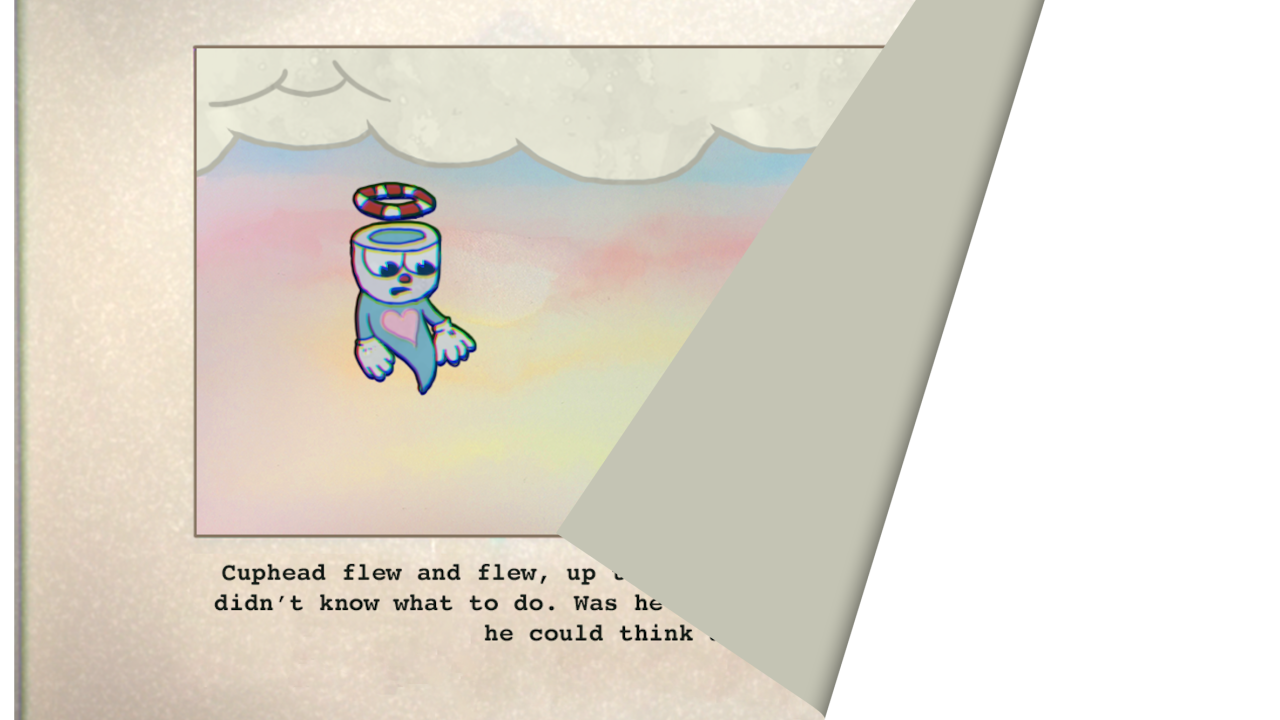 Cuphead flew and flew, up
didn’t know what to do. Was he
he could think